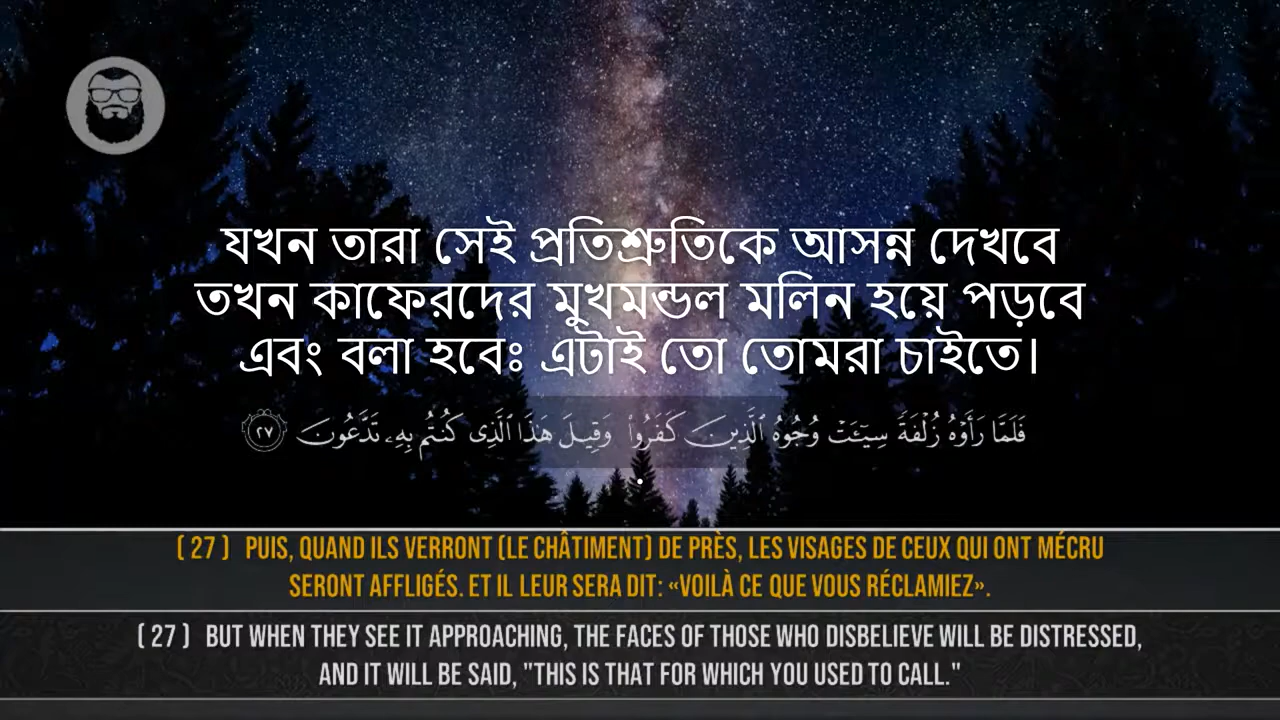 যখন তারা সেই প্রতিশ্রুতিকে আসন্ন দেখবে
তখন কাফেরদের মুখমন্ডল মলিন হয়ে পড়বে
এবং বলা হবেঃ এটাই তো তোমরা চাইতে।
فَلَمَّا رَأَوْهُ زُلْفَةً سِيٓـَٔتْ وُجُوهُ ٱلَّذِينَ كَفَرُوا۟ وَقِيلَ هَٰذَا ٱلَّذِى كُنتُم بِهِۦ تَدَّعُونَ ٢٧
.
( 27 ) PUIS, QUAND ILS VERRONT (LE CHÂTIMENT) DE PRÈS, LES VISAGES DE CEUX QUI ONT MÉCRU
SERONT AFFLIGÉS. ET IL LEUR SERA DIT: «VOILÀ CE QUE VOUS RÉCLAMIEZ».
( 27 ) BUT WHEN THEY SEE IT APPROACHING, THE FACES OF THOSE WHO DISBELIEVE WILL BE DISTRESSED,
AND IT WILL BE SAID, "THIS IS THAT FOR WHICH YOU USED TO CALL."